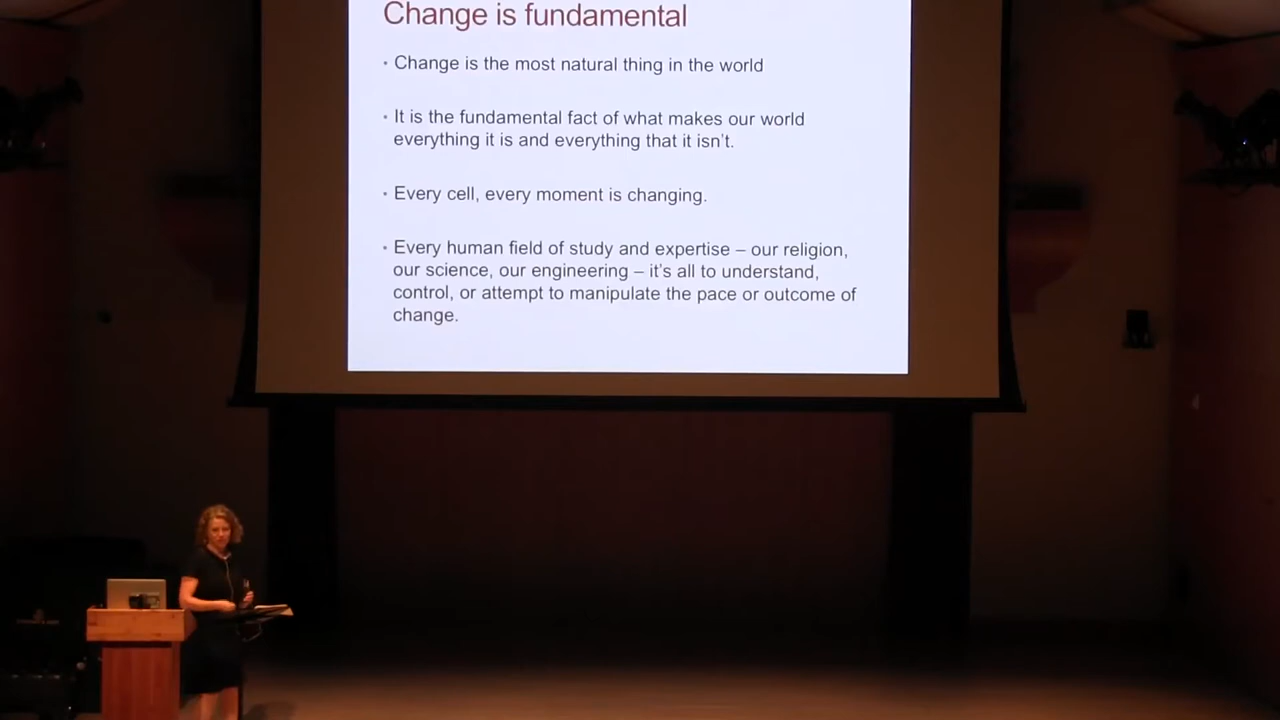 Change is fundamental
• Change is the most natural thing in the world
• It is the fundamental fact of what makes our world
everything it is and everything that it isn't.
• Every cell, every moment is changing.
• Every human field of study and expertise – our religion,
our science, our engineering – it's all to understand,
control, or attempt to manipulate the pace or outcome of
change.